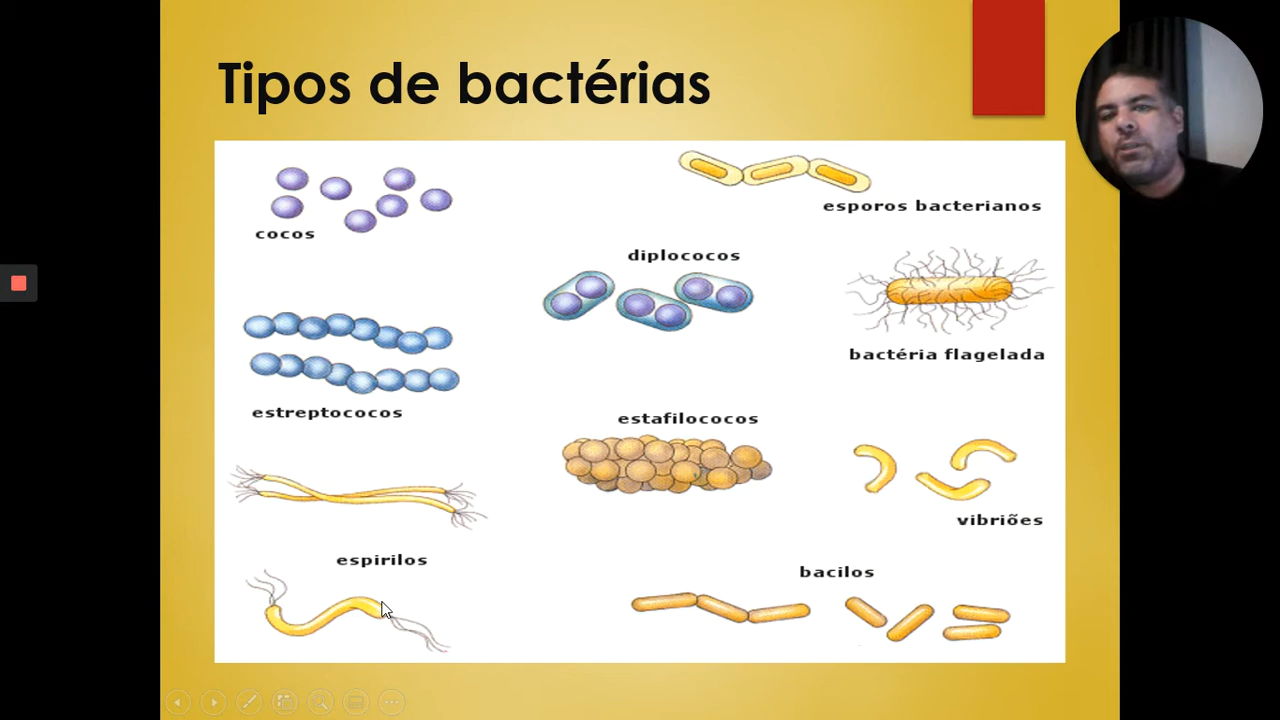 Tipos de bactérias
cocos
esporos bacterianos
diplococos
bactéria flagelada
estreptococos
estafilococos
vibriões
espirilos
bacilos